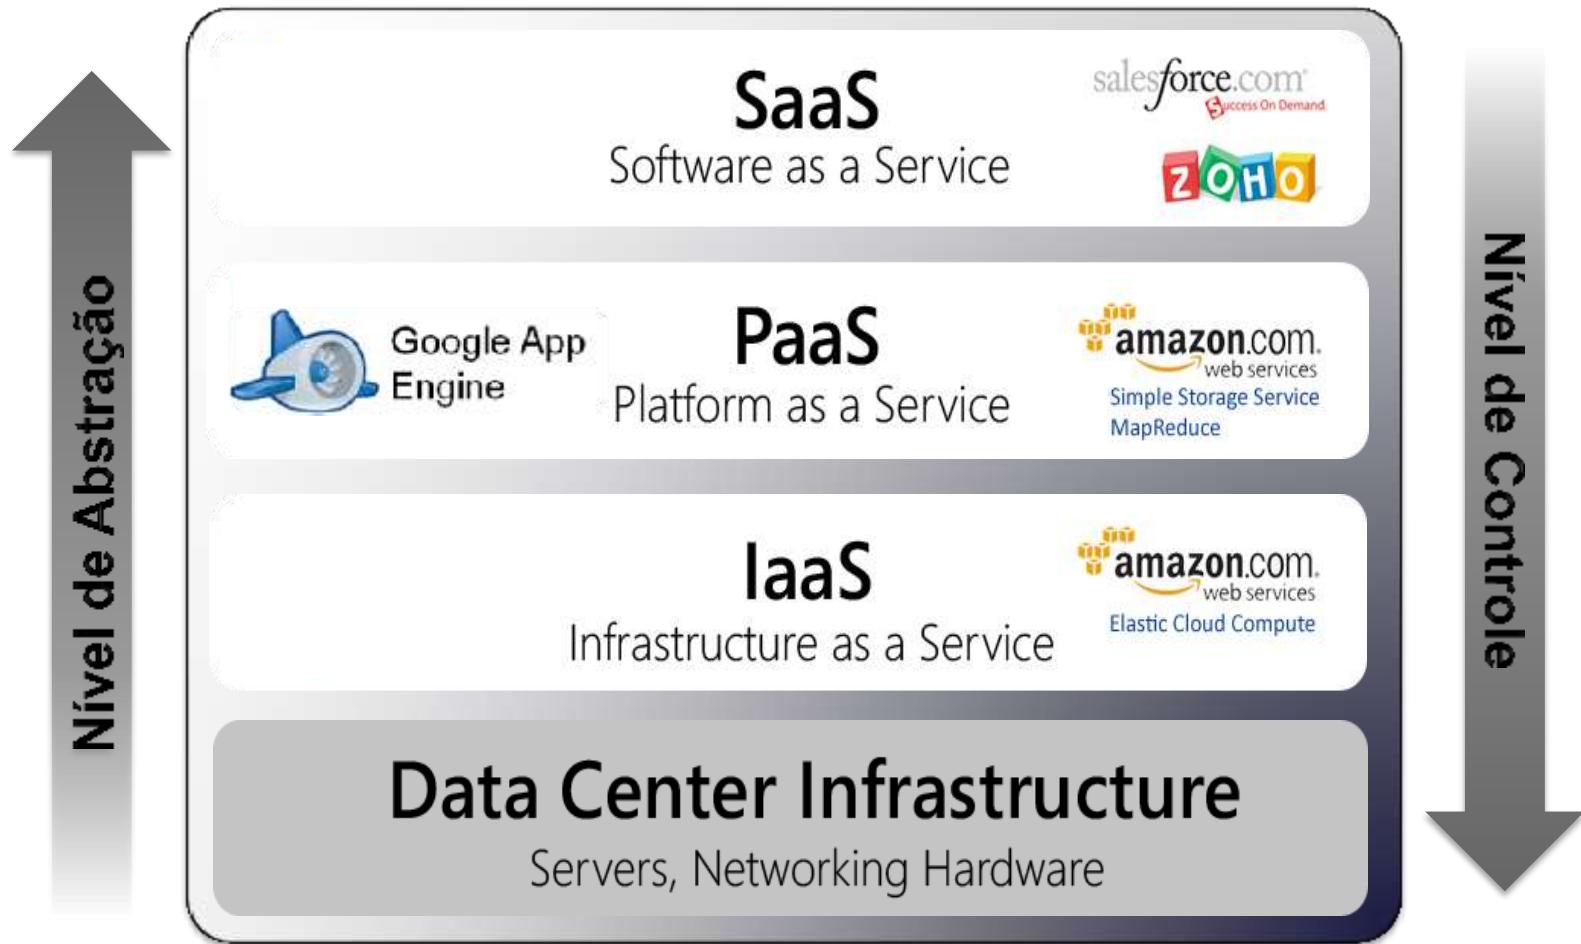 Nível de Abstração
SaaS
Software as a Service
salesforce.com
Success On Demand
ZOHO
Google App
Engine
PaaS
Platform as a Service
amazon.com.
web services
Simple Storage Service
MapReduce
IaaS
Infrastructure as a Service
amazon.com.
web services
Elastic Cloud Compute
Data Center Infrastructure
Servers, Networking Hardware
Nível de Controle